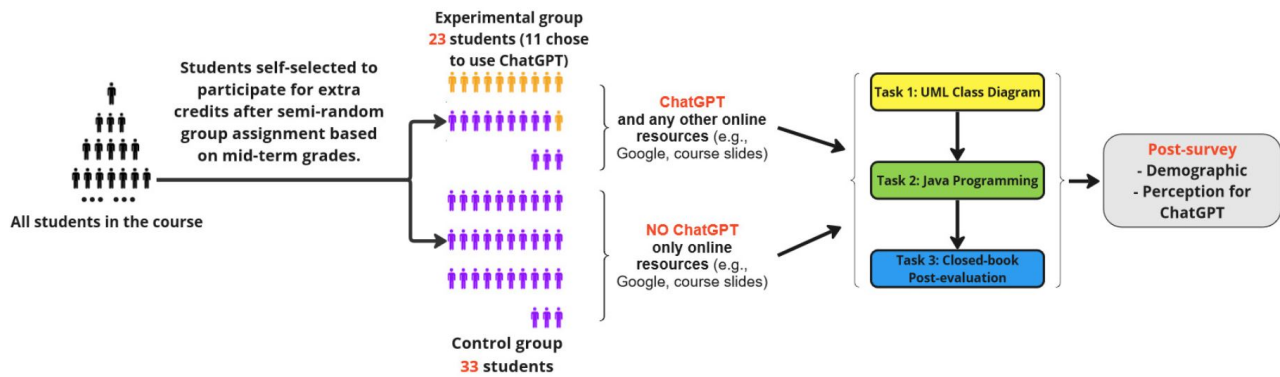 Experimental group
23 students (11 chose
to use ChatGPT)
Students self-selected to
participate for extra
credits after semi-random
group assignment based
on mid-term grades.
All students in the course
ChatGPT
and any other online
resources (e.g.,
Google, course slides)
NO ChatGPT
only online
resources (e.g.,
Google, course slides)
Control group
33 students
Task 1: UML Class Diagram
Task 2: Java Programming
Task 3: Closed-book
Post-evaluation
Post-survey
- Demographic
- Perception for
ChatGPT